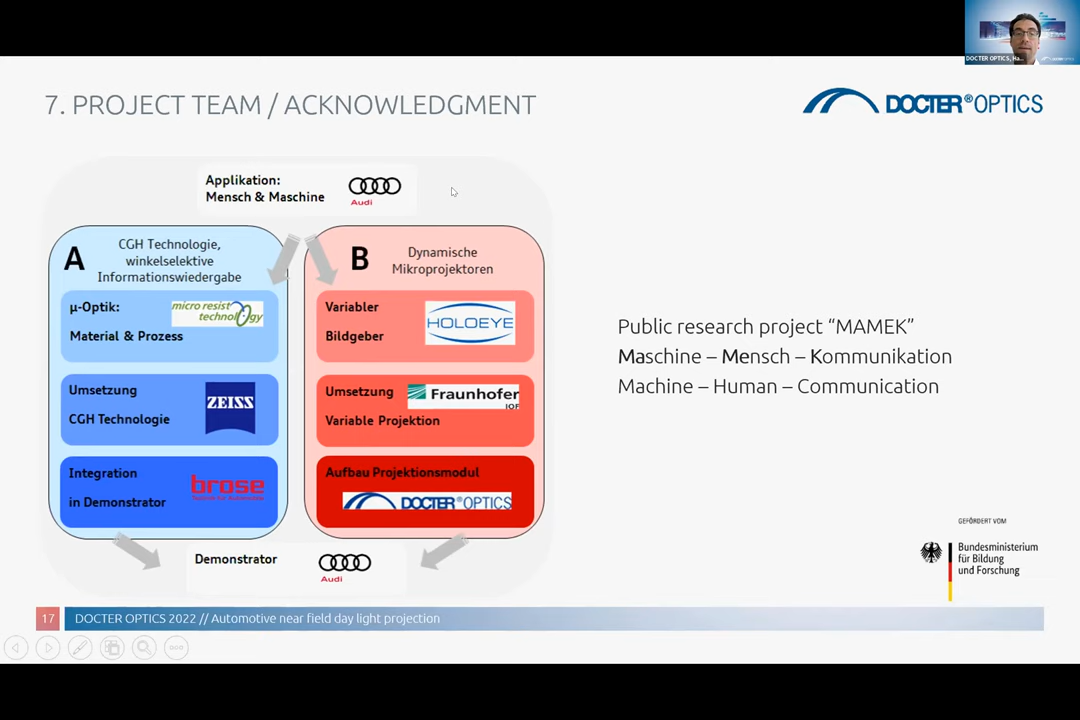 DOCTER OPTICS, Ha...
7. PROJECT TEAM / ACKNOWLEDGMENT
DOCTER®OPTICS
Applikation:
Mensch & Maschine
Audi
A
CGH Technologie,
winkelselektive
Informationswiedergabe
B
Dynamische
Mikroprojektoren
µ-Optik:
Material & Prozess
micro resist
technology
Variabler
Bildgeber
HOLOEYE
Umsetzung
CGH Technologie
ZEISS
Umsetzung
Variable Projektion
Fraunhofer
IOF
Integration
in Demonstrator
brose
Aufbau Projektionsmodul
DOCTER®OPTICS
Demonstrator
Audi
Public research project “MAMEK”
Maschine – Mensch – Kommunikation
Machine – Human – Communication
GEFÖRDERT VOM
Bundesministerium
für Bildung
und Forschung
17
DOCTER OPTICS 2022 // Automotive near field day light projection